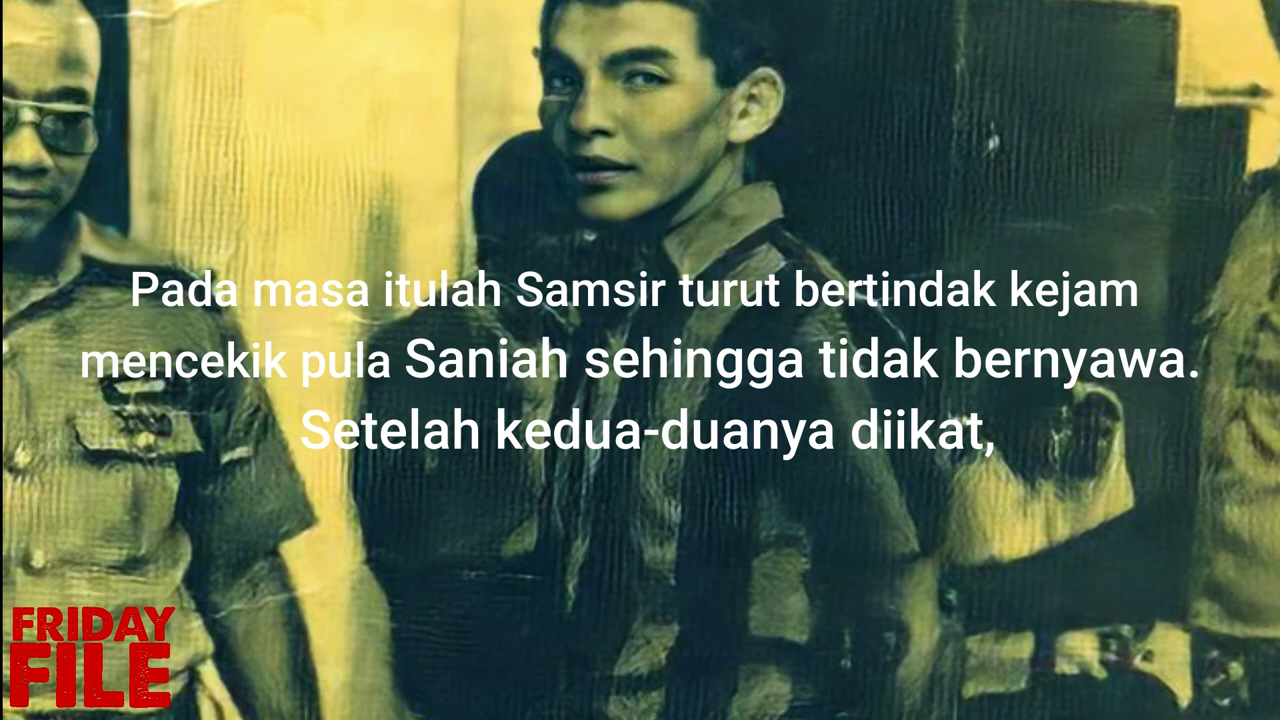 Pada masa itulah Samsir turut bertindak kejam
mencekik pula Saniah sehingga tidak bernyawa.
Setelah kedua-duanya diikat,
FRIDAY
FILE